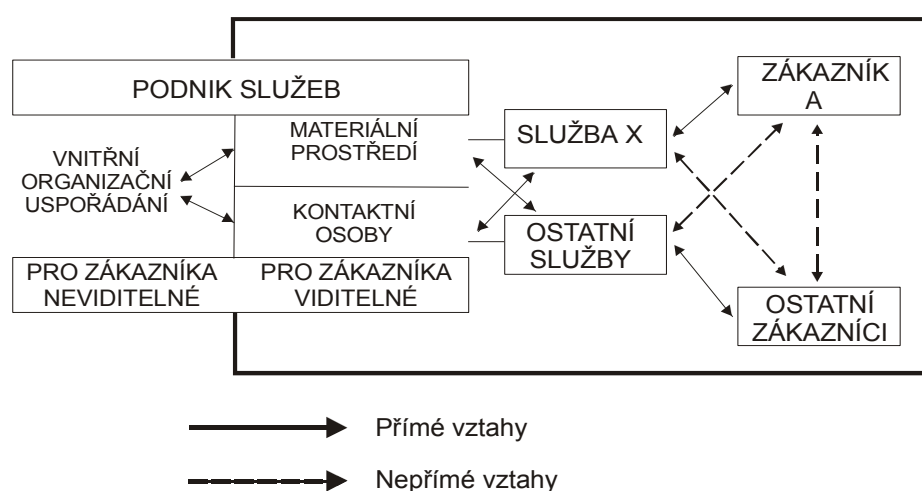 PODNIK SLUŽEB
VNITŘNÍ
ORGANIZAČNÍ
USPOŘÁDÁNÍ
MATERIÁLNÍ
PROSTŘEDÍ
KONTAKTNÍ
OSOBY
PRO ZÁKAZNÍKA
NEVIDITELNÉ
PRO ZÁKAZNÍKA
VIDITELNÉ
SLUŽBA X
OSTATNÍ
SLUŽBY
ZÁKAZNÍK
A
OSTATNÍ
ZÁKAZNÍCI
Přímé vztahy
Nepřímé vztahy